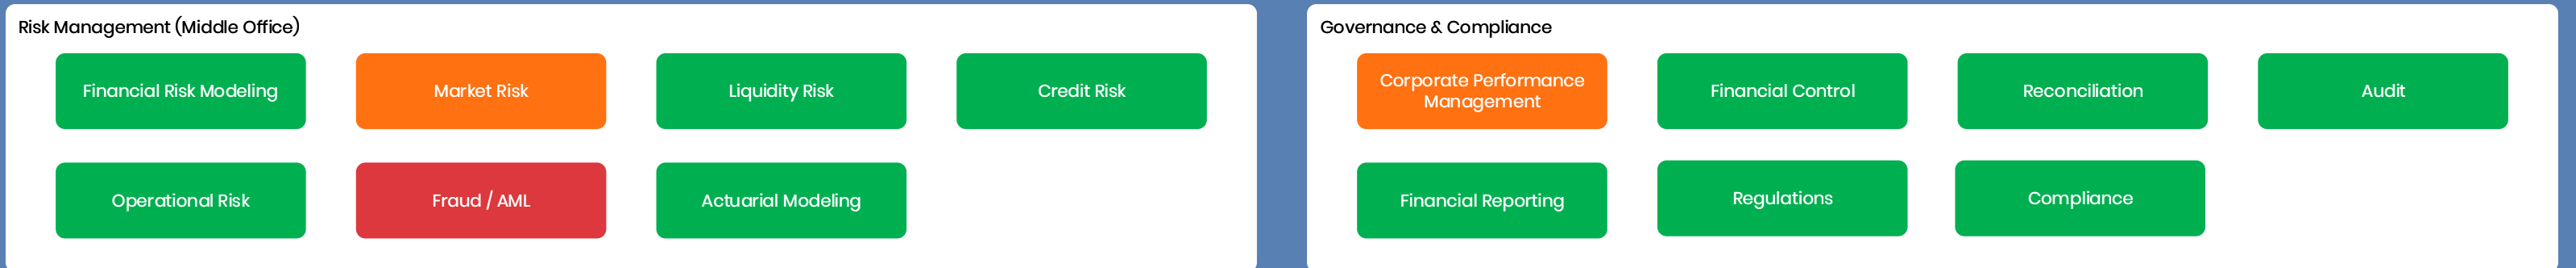 Risk Management (Middle Office)
Financial Risk Modeling
Market Risk
Liquidity Risk
Credit Risk
Operational Risk
Fraud / AML
Actuarial Modeling
Governance & Compliance
Corporate Performance
Management
Financial Control
Reconciliation
Audit
Financial Reporting
Regulations
Compliance